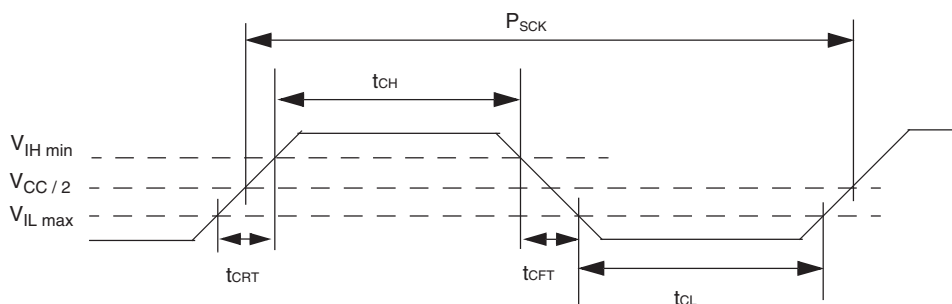 PSCK
tCH
VIH min
VCC / 2
VIL max
tCRT
tCFT
tCL